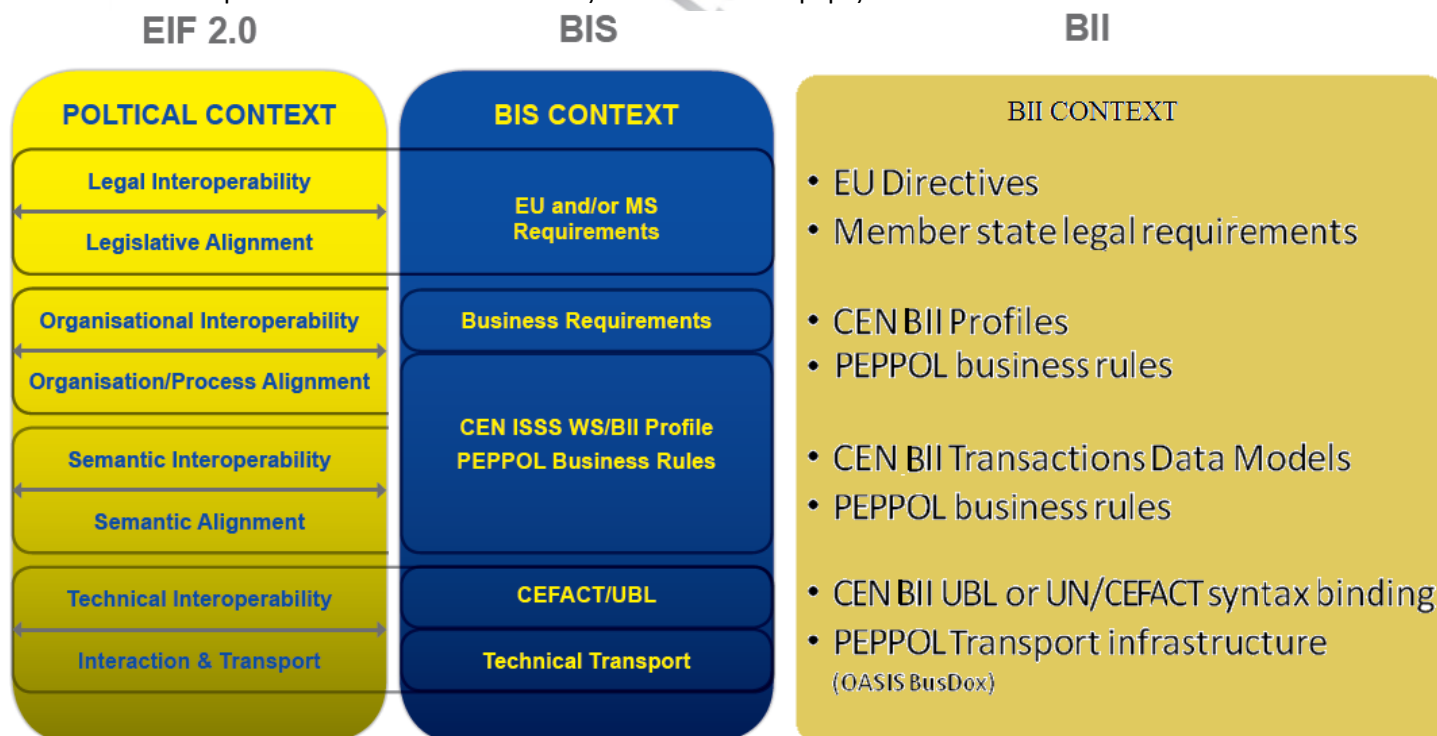 EIF 2.0
BIS
BII
POLTICAL CONTEXT
Legal Interoperability
Legislative Alignment
Organisational Interoperability
Organisation/Process Alignment
Semantic Interoperability
Semantic Alignment
Technical Interoperability
Interaction & Transport
BIS CONTEXT
EU and/or MS
Requirements
Business Requirements
CEN ISSS WS/BII Profile
PEPPOL Business Rules
CEFACT/UBL
Technical Transport
BII CONTEXT
• EU Directives
• Member state legal requirements
• CEN BII Profiles
• PEPPOL business rules
• CEN BII Transactions Data Models
• PEPPOL business rules
• CEN BII UBL or UN/CEFACT syntax binding
• PEPPOL Transport infrastructure
(OASIS BusDox)